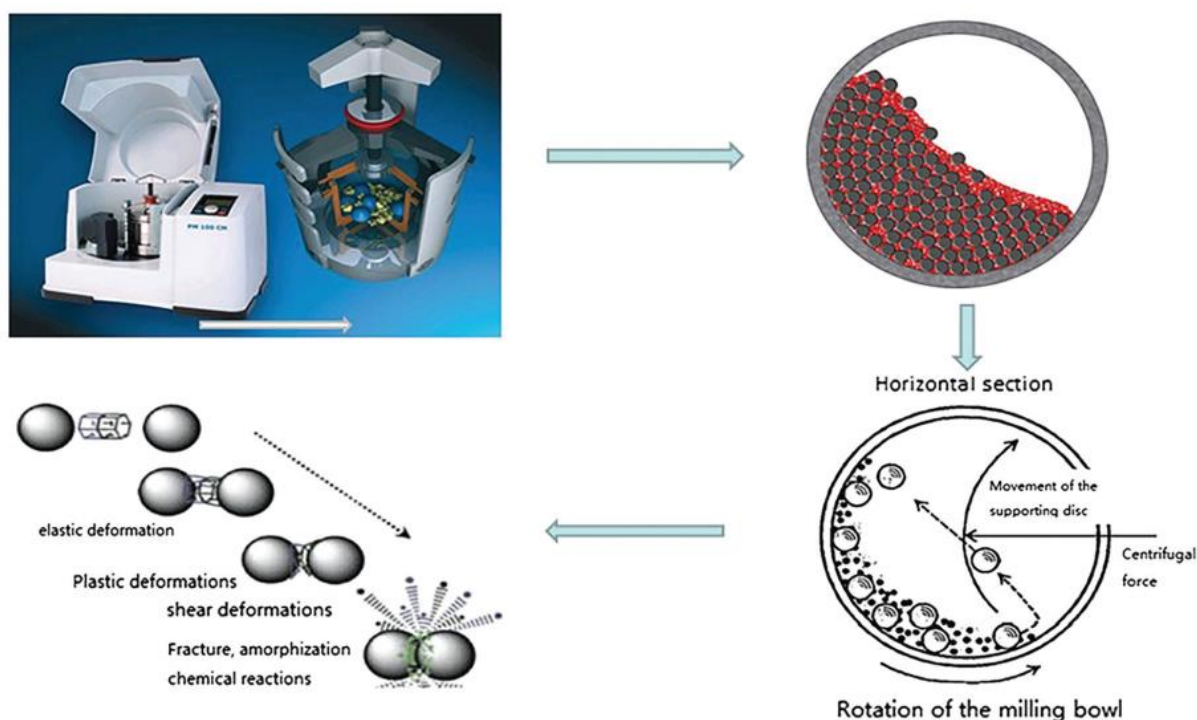 PM 100 CM
Horizontal section
Movement of the
supporting disc
Centrifugal
force
Rotation of the milling bowl
elastic deformation
Plastic deformations
shear deformations
Fracture, amorphization
chemical reactions